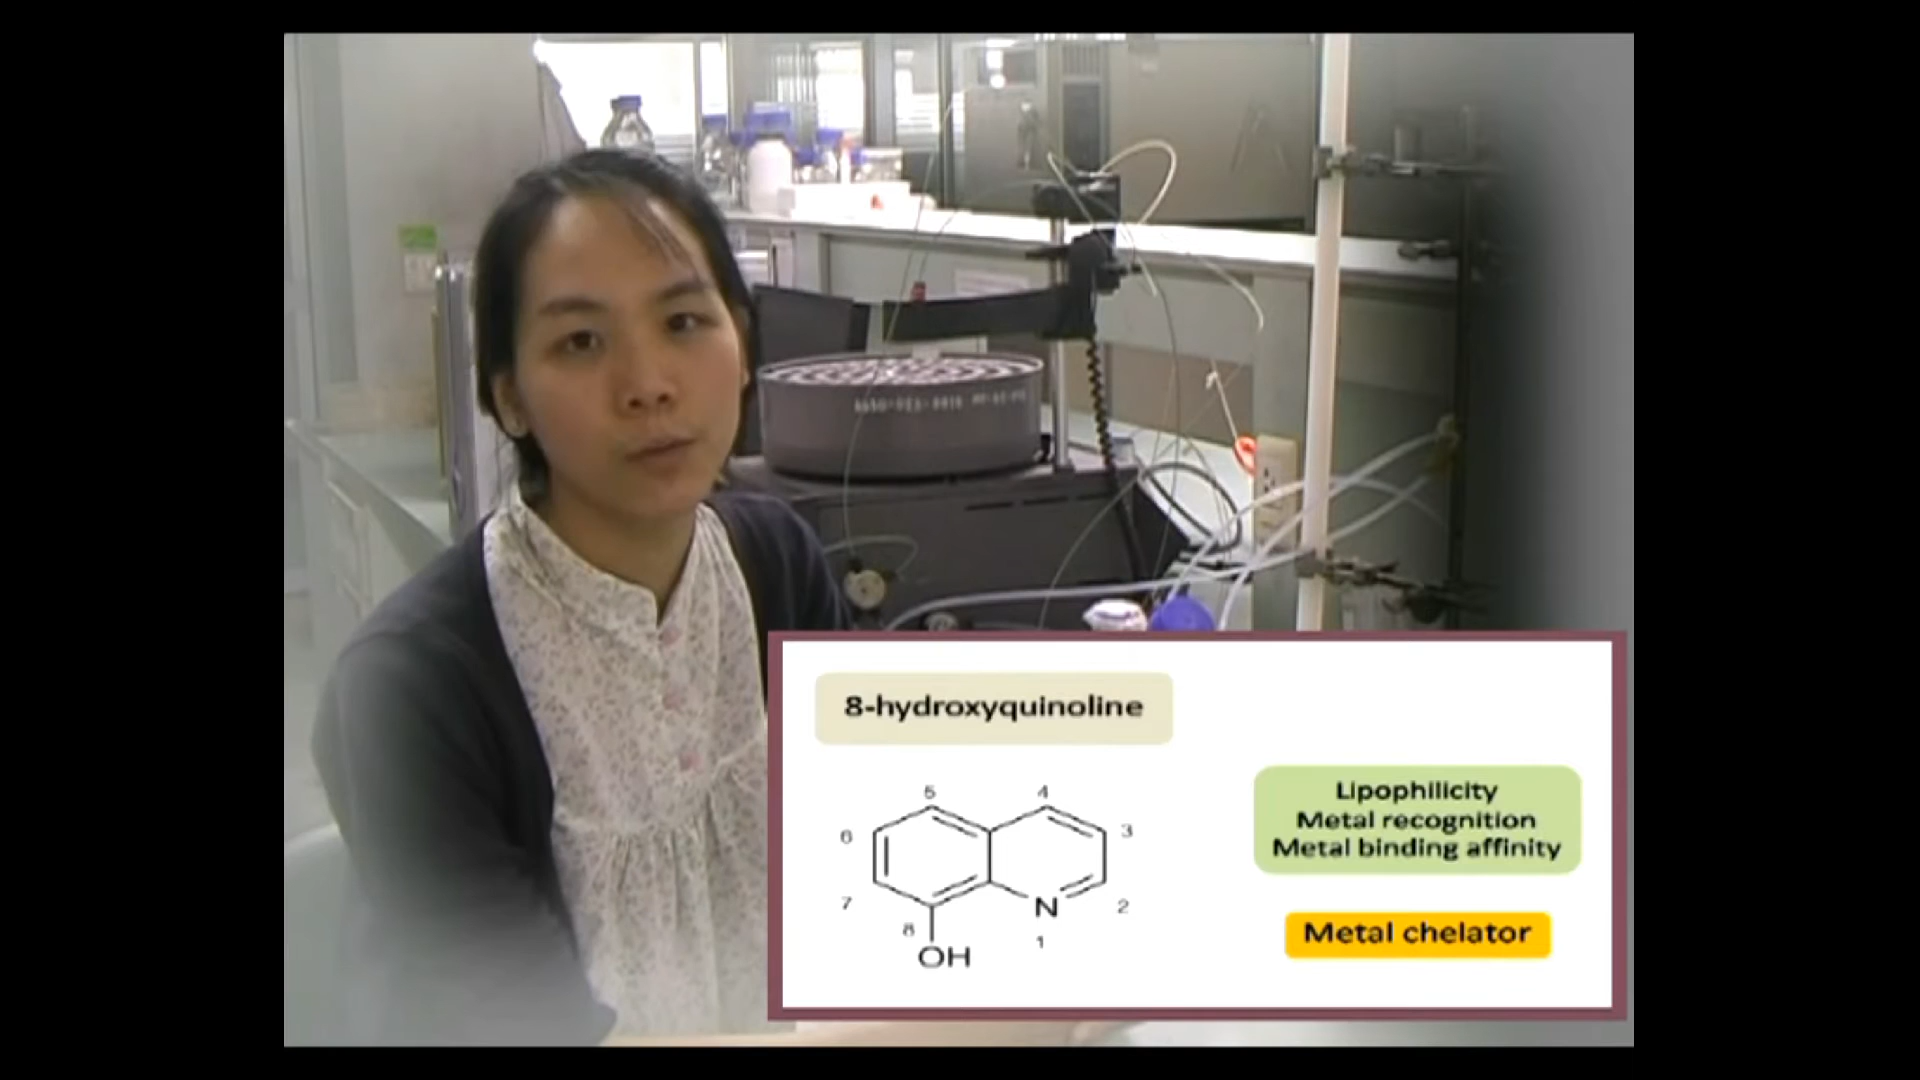 8-hydroxyquinoline
5
4
6
3
Lipophilicity
Metal recognition
Metal binding affinity
7
N
2
8
1
OH
Metal chelator